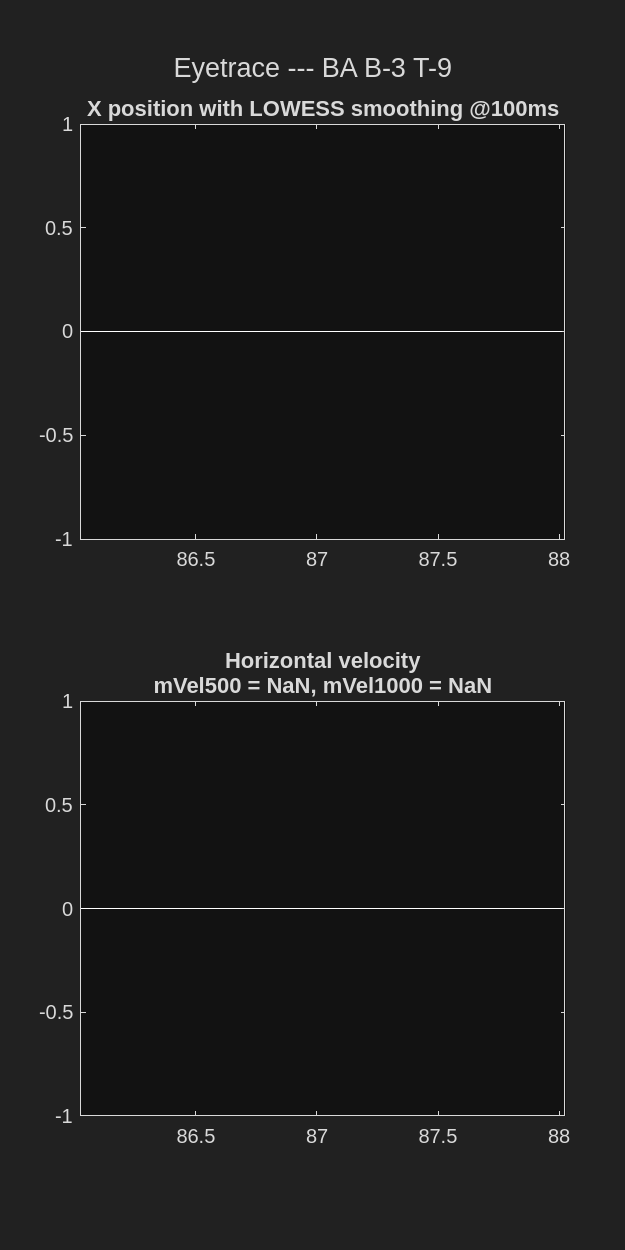 Eyetrace --- BA B-3 T-9
X position with LOWESS smoothing @100ms
1
0.5
0
-0.5
-1
86.5 87 87.5 88
Horizontal velocity
mVel500 = NaN, mVel1000 = NaN
1
0.5
0
-0.5
-1
86.5 87 87.5 88